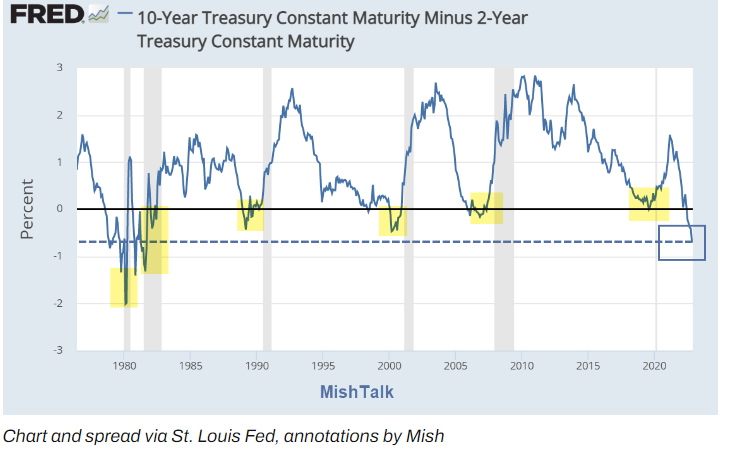 FRED
10-Year Treasury Constant Maturity Minus 2-Year
Treasury Constant Maturity
3
2
1
0
-1
-2
-3
Percent
1980 1985 1990 1995 2000 2005 2010 2015 2020
MishTalk
Chart and spread via St. Louis Fed, annotations by Mish